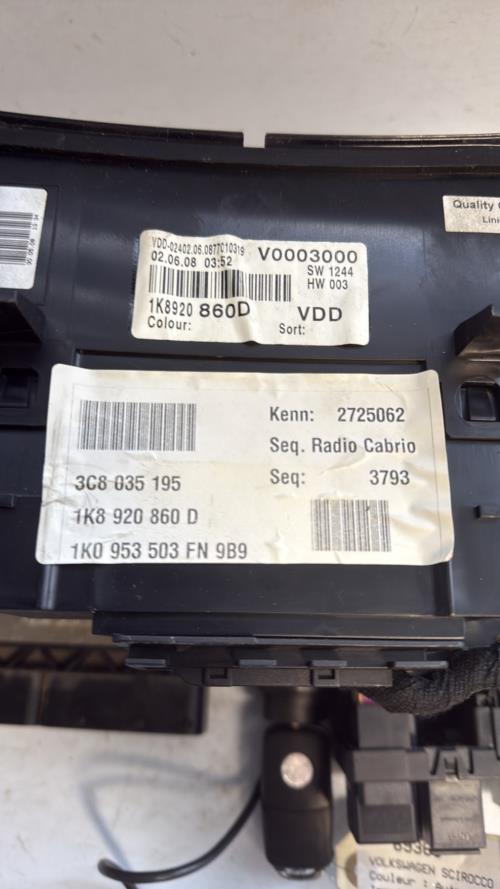 Quality
Lini
VDD-02402.06.0877C10319
02.06.08 03:52
V0003000
SW 1244
HW 003
1K8920 860D VDD
Colour: Sort:
Kenn: 2725062
Seq. Radio Cabrio
3C8 035 195
Seq: 3793
1K8 920 860 D
1K0 953 503 FN 9B9
VOLKSWAGEN SCIROCCO
Couleur :